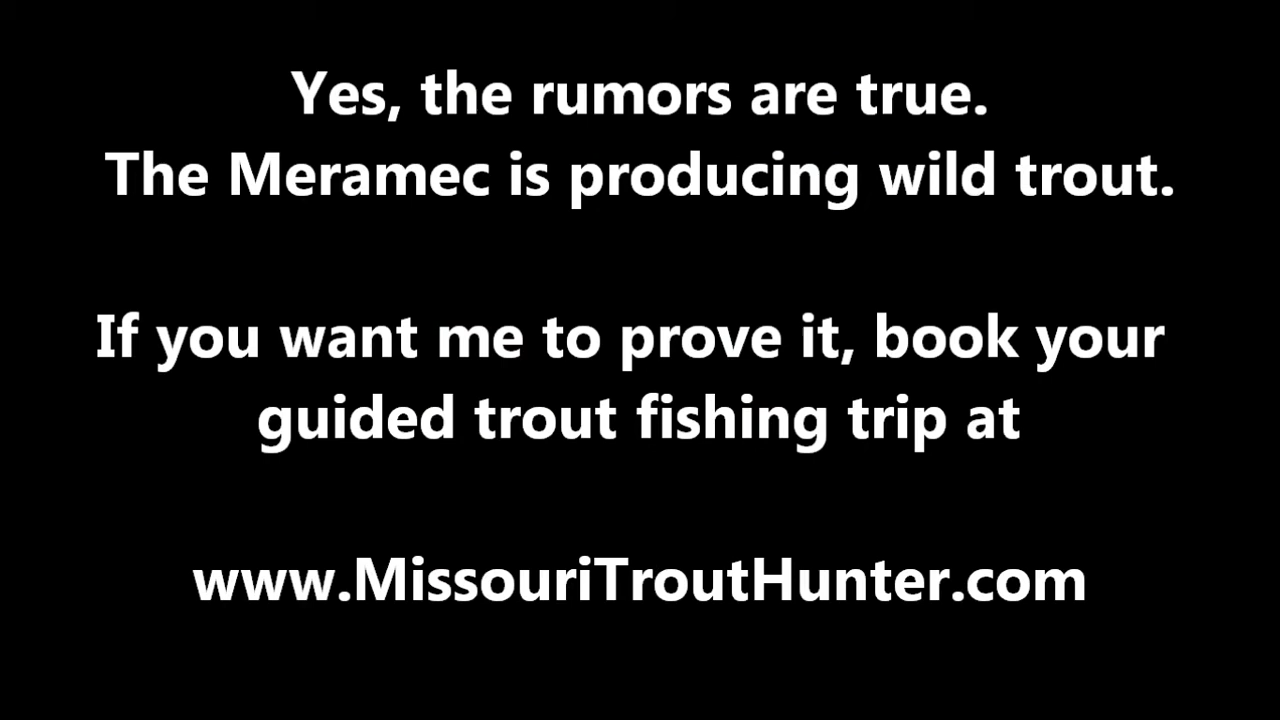 Yes, the rumors are true.
The Meramec is producing wild trout.
If you want me to prove it, book your
guided trout fishing trip at
www.MissouriTroutHunter.com